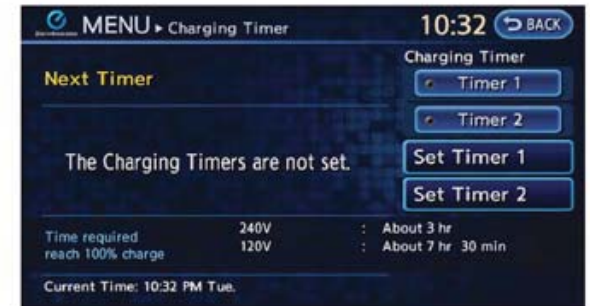 MENU ▸ Charging Timer 10:32 BACK
Charging Timer
Next Timer
Timer 1
Timer 2
The Charging Timers are not set.
Set Timer 1
Set Timer 2
Time required
reach 100% charge
240V : About 3 hr
120V : About 7 hr 30 min
Current Time: 10:32 PM Tue.